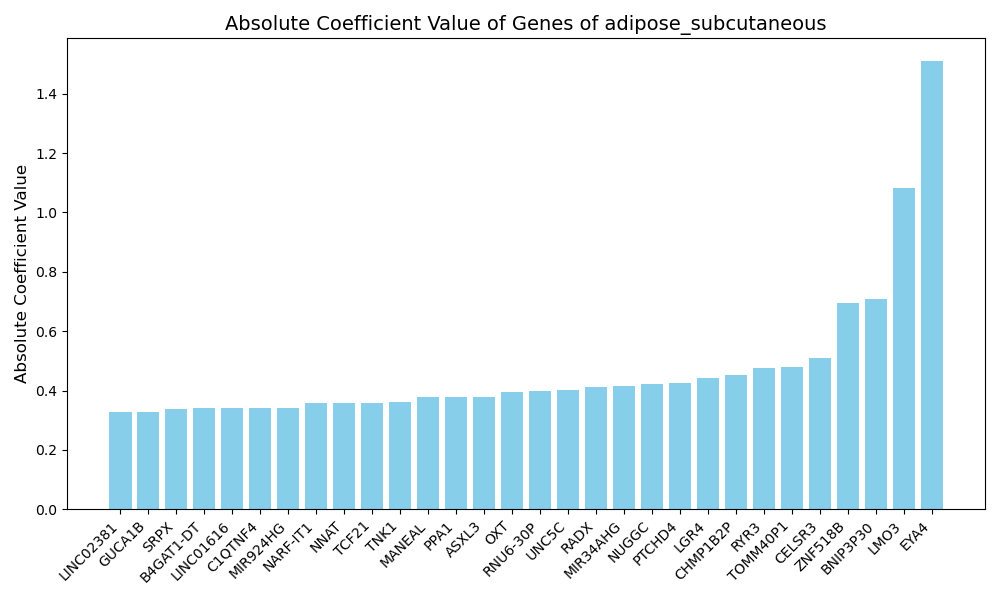 Absolute Coefficient Value of Genes of adipose_subcutaneous
Absolute Coefficient Value
1.4
1.2
1.0
0.8
0.6
0.4
0.2
0.0
LINC02381
GUCA1B
SRPX
B4GAT1-DT
LINC01616
C1QTNF4
MIR924HG
NARF-IT1
NNAT
TCF21
TNK1
MANEAL
PPA1
ASXL3
OXT
RNU6-30P
UNC5C
RADX
MIR34AHG
NUGGC
PTCHD4
LGR4
CHMP1B2P
RYR3
TOMM40P1
CELSR3
ZNF518B
BNIP3P30
LMO3
EYA4